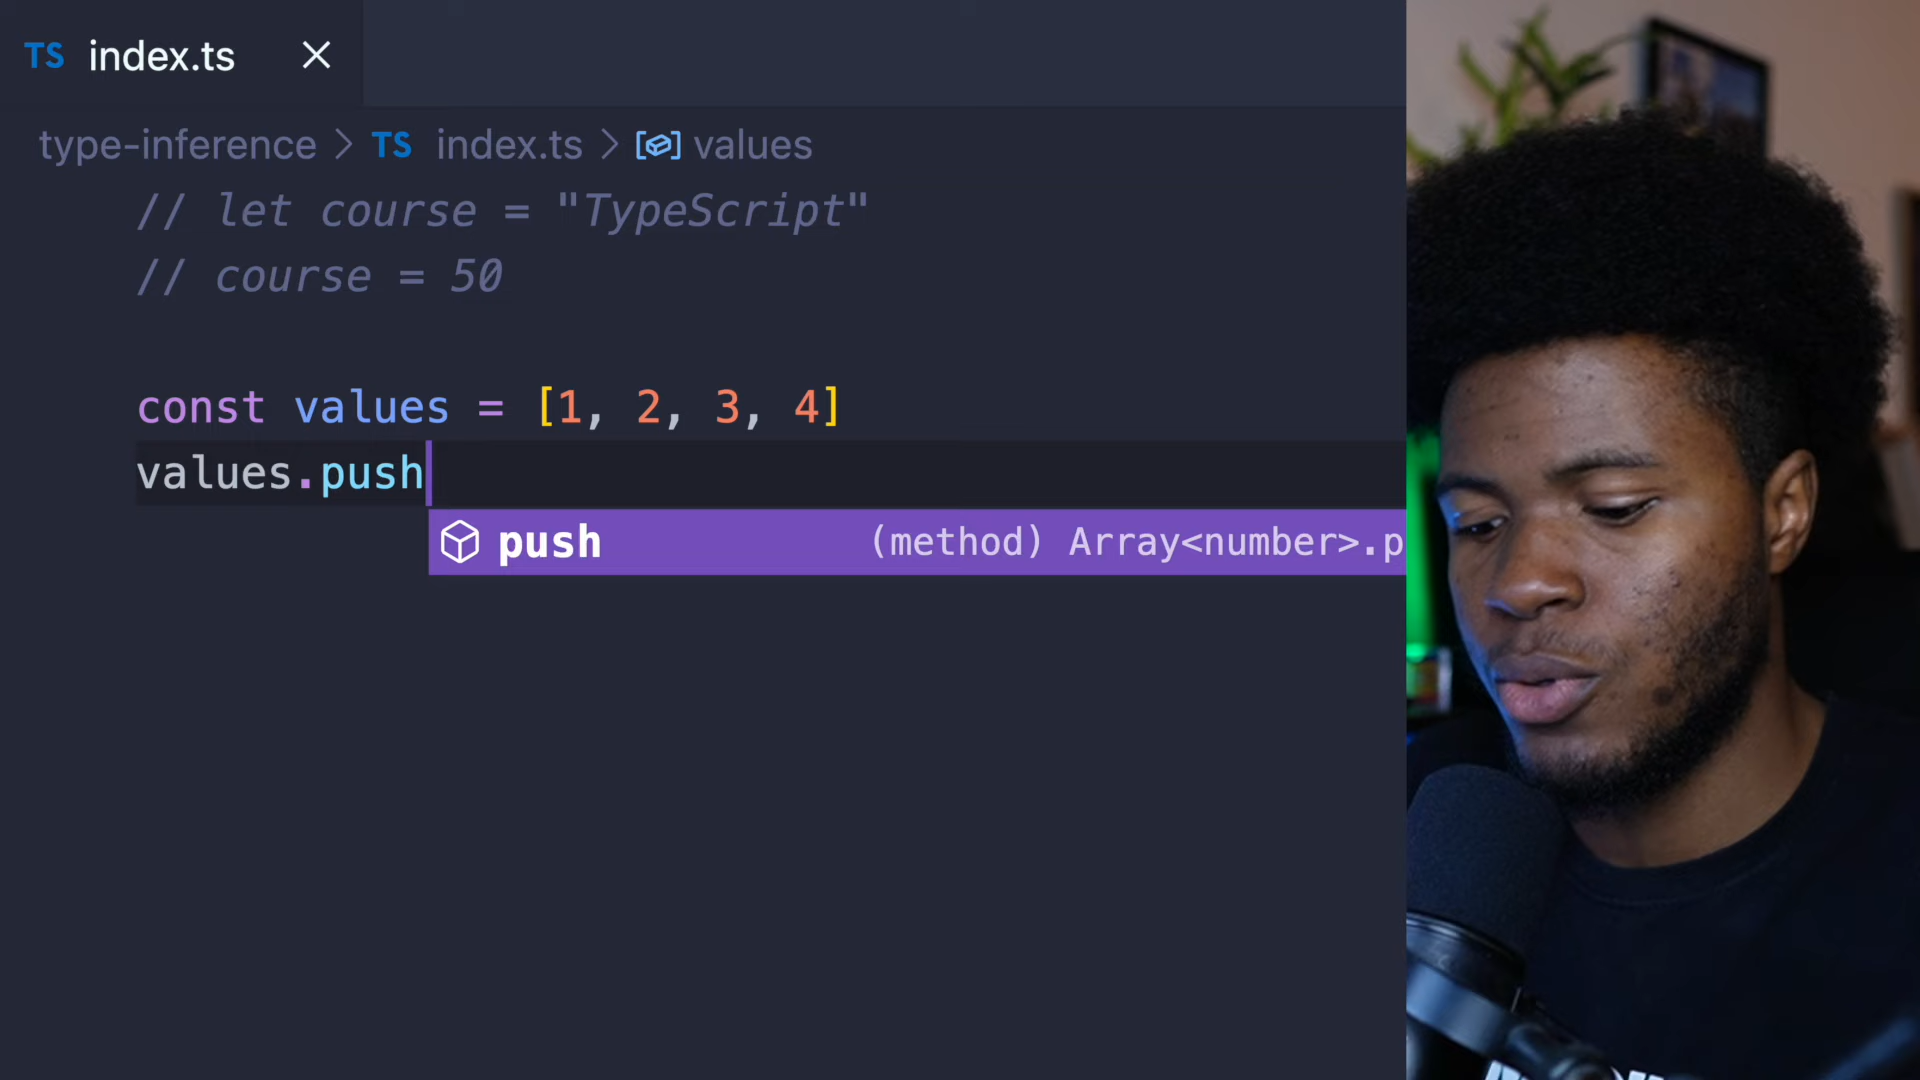 TS index.ts
type-inference > TS index.ts > values
// let course = "TypeScript"
// course = 50
const values = [1, 2, 3, 4]
values.push
push (method) Array<number>.p